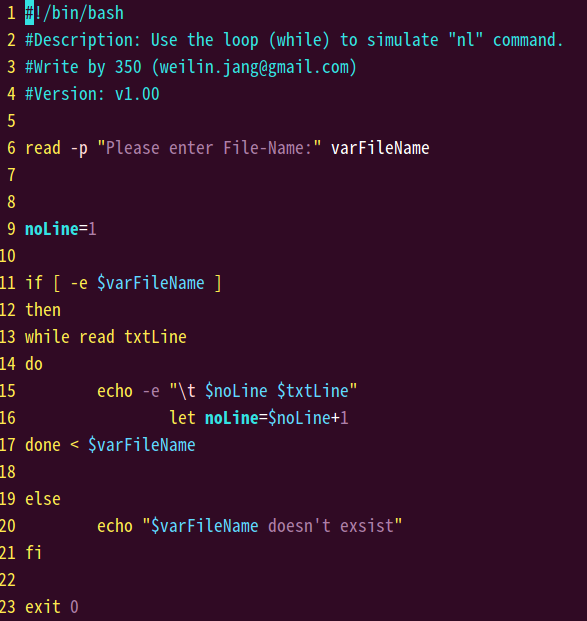 1 #!/bin/bash
2 #Description: Use the loop (while) to simulate "nl" command.
3 #Write by 350 (weilin.jang@gmail.com)
4 #Version: v1.00
5
6 read -p "Please enter File-Name:" varFileName
7
8
9 noLine=1
10
11 if [ -e $varFileName ]
12 then
13 while read txtLine
14 do
15         echo -e "\t $noLine $txtLine"
16                 let noLine=$noLine+1
17 done < $varFileName
18
19 else
20         echo "$varFileName doesn't exsist"
21 fi
22
23 exit 0